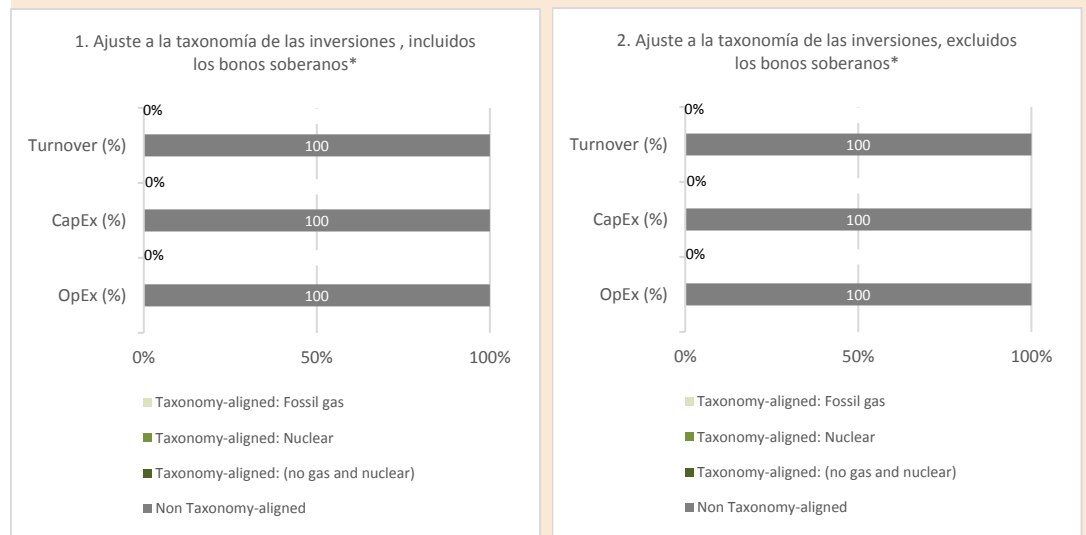 1. Ajuste a la taxonomía de las inversiones , incluidos
los bonos soberanos*
0%
Turnover (%)
100
0%
CapEx (%)
100
0%
OpEx (%)
100
0%
50%
100%
Taxonomy-aligned: Fossil gas
Taxonomy-aligned: Nuclear
Taxonomy-aligned: (no gas and nuclear)
Non Taxonomy-aligned
2. Ajuste a la taxonomía de las inversiones, excluidos
los bonos soberanos*
0%
Turnover (%)
100
0%
CapEx (%)
100
0%
OpEx (%)
100
0%
50%
100%
Taxonomy-aligned: Fossil gas
Taxonomy-aligned: Nuclear
Taxonomy-aligned: (no gas and nuclear)
Non Taxonomy-aligned